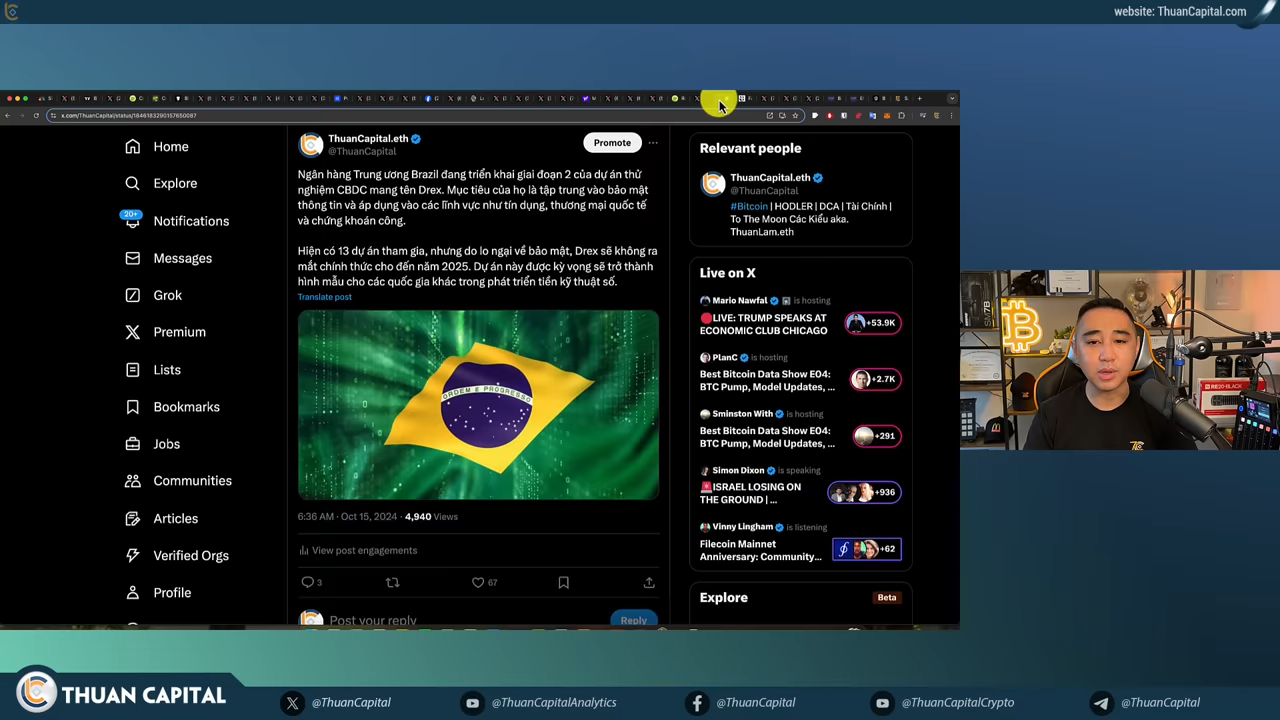 website: ThuanCapital.com
x.com/ThuanCapital/status/1846183290157650087
Home
Explore
20+
Notifications
Messages
Grok
Premium
Lists
Bookmarks
Jobs
Communities
Articles
Verified Orgs
Profile
ThuanCapital.eth
@ThuanCapital
Promote
Ngân hàng Trung ương Brazil đang triển khai giai đoạn 2 của dự án thử
nghiệm CBDC mang tên Drex. Mục tiêu của họ là tập trung vào bảo mật
thông tin và áp dụng vào các lĩnh vực như tín dụng, thương mại quốc tế
và chứng khoán công.
Hiện có 13 dự án tham gia, nhưng do lo ngại về bảo mật, Drex sẽ không ra
mắt chính thức cho đến năm 2025. Dự án này được kỳ vọng sẽ trở thành
hình mẫu cho các quốc gia khác trong phát triển tiền kỹ thuật số.
Translate post
ORDEM E PROGRESSO
6:36 AM · Oct 15, 2024 · 4,940 Views
View post engagements
3
67
Post your reply
Reply
Relevant people
ThuanCapital.eth
@ThuanCapital
#Bitcoin | HODLER | DCA | Tài Chính |
To The Moon Các Kiểu aka.
ThuanLam.eth
Live on X
Mario Nawfal is hosting
LIVE: TRUMP SPEAKS AT
ECONOMIC CLUB CHICAGO
+53.9K
PlanC is hosting
Best Bitcoin Data Show E04:
BTC Pump, Model Updates, ...
+2.7K
Sminston With is hosting
Best Bitcoin Data Show E04:
BTC Pump, Model Updates, ...
+291
Simon Dixon is speaking
ISRAEL LOSING ON
THE GROUND | ...
+936
Vinny Lingham is listening
Filecoin Mainnet
Anniversary: Community...
+62
Explore
Beta
SM7B
RE20-BLACK
THUAN CAPITAL
@ThuanCapital
@ThuanCapitalAnalytics
@ThuanCapital
@ThuanCapitalCrypto
@ThuanCapital